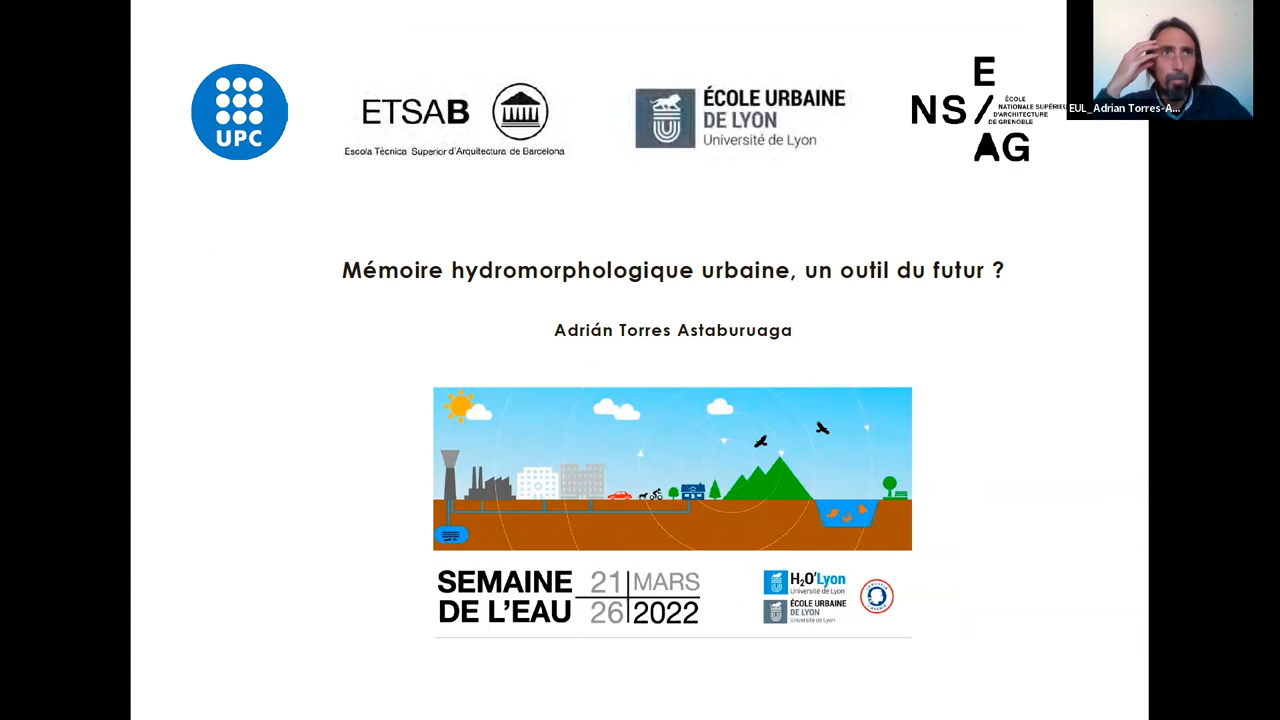 UPC
ETSAB
Escola Tècnica Superior d'Arquitectura de Barcelona
ÉCOLE URBAINE
DE LYON
Université de Lyon
E
NS/
AG
ÉCOLE
NATIONALE SUPÉRIEU
D'ARCHITECTURE
DE GRENOBLE
EUL_Adrian Torres-A...
Mémoire hydromorphologique urbaine, un outil du futur ?
Adrián Torres Astaburuaga
SEMAINE
DE L'EAU
21 MARS
26 2022
H₂O'Lyon
Université de Lyon
ÉCOLE URBAINE
DE LYON
Université de Lyon